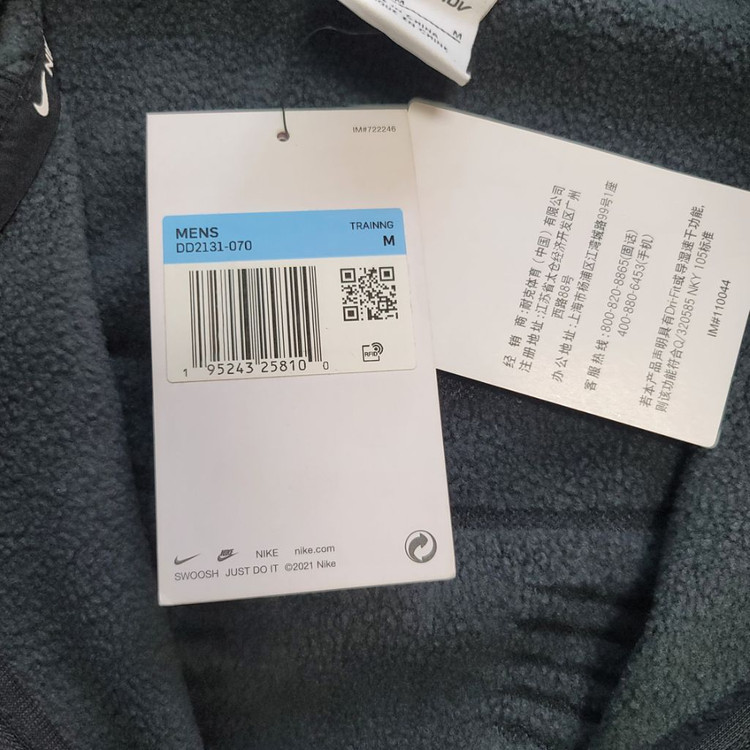 NIKE
M
IM#722246
MENS
TRAINNG
DD2131-070
M
1 95243 25810 0
RFID
NIKE nike.com
SWOOSH JUST DO IT ©2021 Nike
经 销 商:耐克体育(中国)有限公司
注册地址:江苏省太仓经济开发区广州
西路88号
办公地址:上海市杨浦区江湾城路99号1座
客服热线:800-820-8865(固话)
400-880-6453(手机)
若本产品声明具有Dri-Fit或导湿速干功能,
则该功能符合Q/320585 NKY 105标准
IM#110044